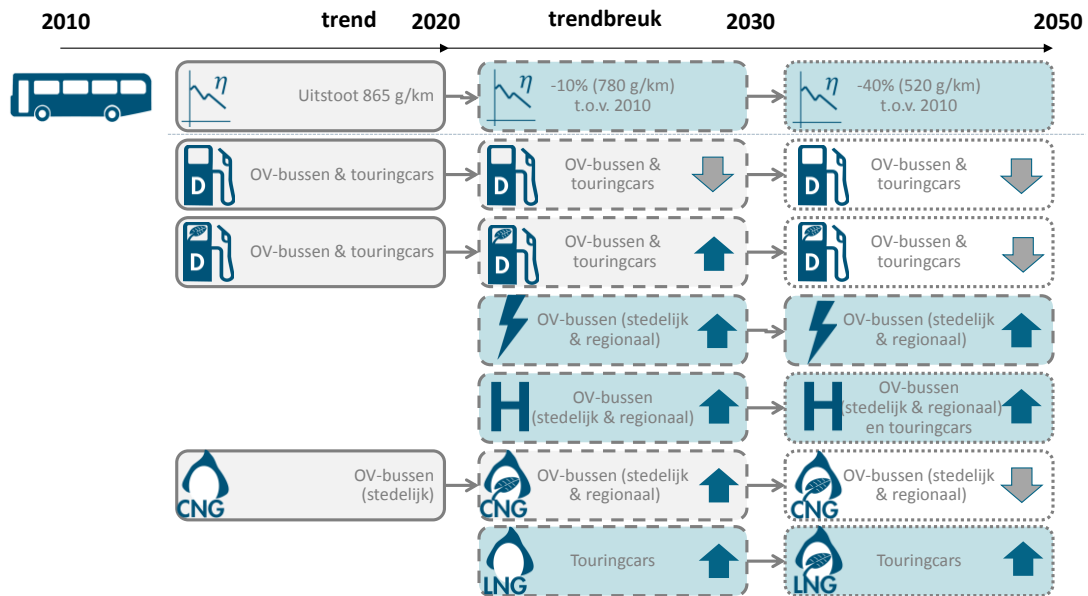 2010 trend 2020 trendbreuk 2030 2050
η Uitstoot 865 g/km
η -10% (780 g/km)
t.o.v. 2010
η -40% (520 g/km)
t.o.v. 2010
D OV-bussen & touringcars
D OV-bussen &
touringcars
D OV-bussen &
touringcars
D OV-bussen & touringcars
D OV-bussen &
touringcars
D OV-bussen &
touringcars
OV-bussen (stedelijk
& regionaal)
OV-bussen (stedelijk
& regionaal)
H OV-bussen
(stedelijk & regionaal)
H OV-bussen
(stedelijk & regionaal)
en touringcars
OV-bussen
(stedelijk)
CNG
OV-bussen (stedelijk
& regionaal)
CNG
OV-bussen (stedelijk
& regionaal)
CNG
Touringcars
LNG
Touringcars
LNG